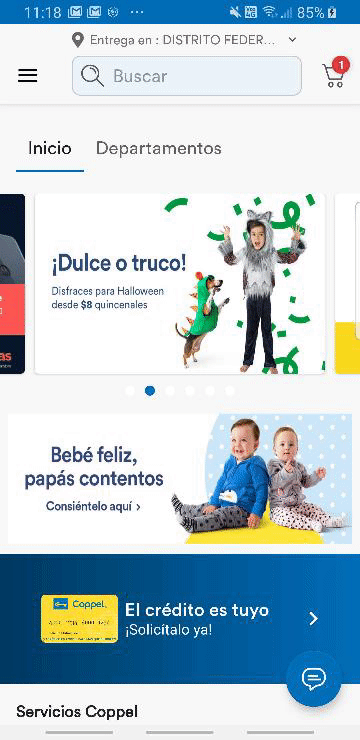 11:18
85%
Entrega en : DISTRITO FEDER...
Buscar
1
Inicio
Departamentos
¡Dulce o truco!
Disfraces para Halloween
desde $8 quincenales
as
Bebé feliz,
papás contentos
Consiéntelo aquí >
Coppel
El crédito es tuyo
¡Solicítalo ya!
Servicios Coppel